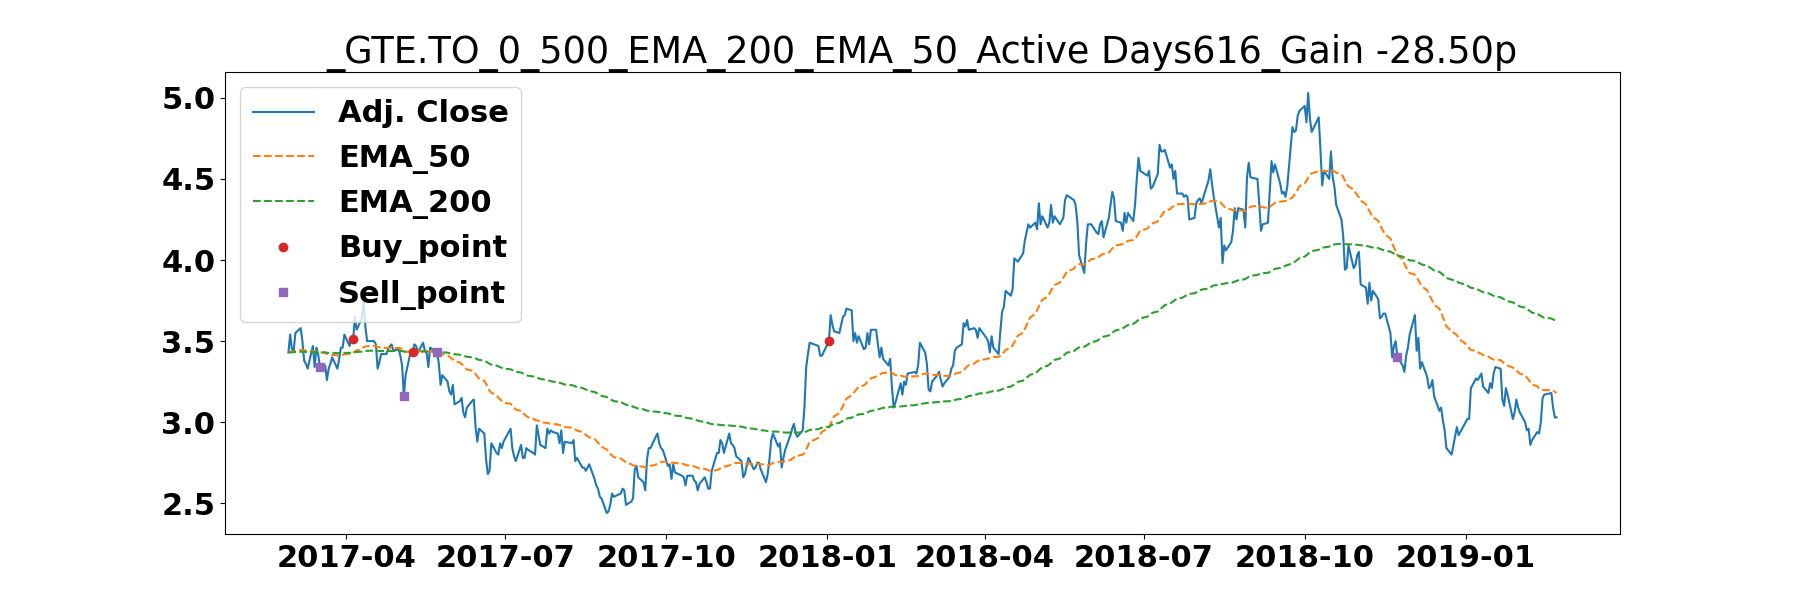 _GTE.TO_0_500_EMA_200_EMA_50_Active Days616_Gain -28.50p
5.0
4.5
4.0
3.5
3.0
2.5
Adj. Close
EMA_50
EMA_200
Buy_point
Sell_point
2017-04 2017-07 2017-10 2018-01 2018-04 2018-07 2018-10 2019-01